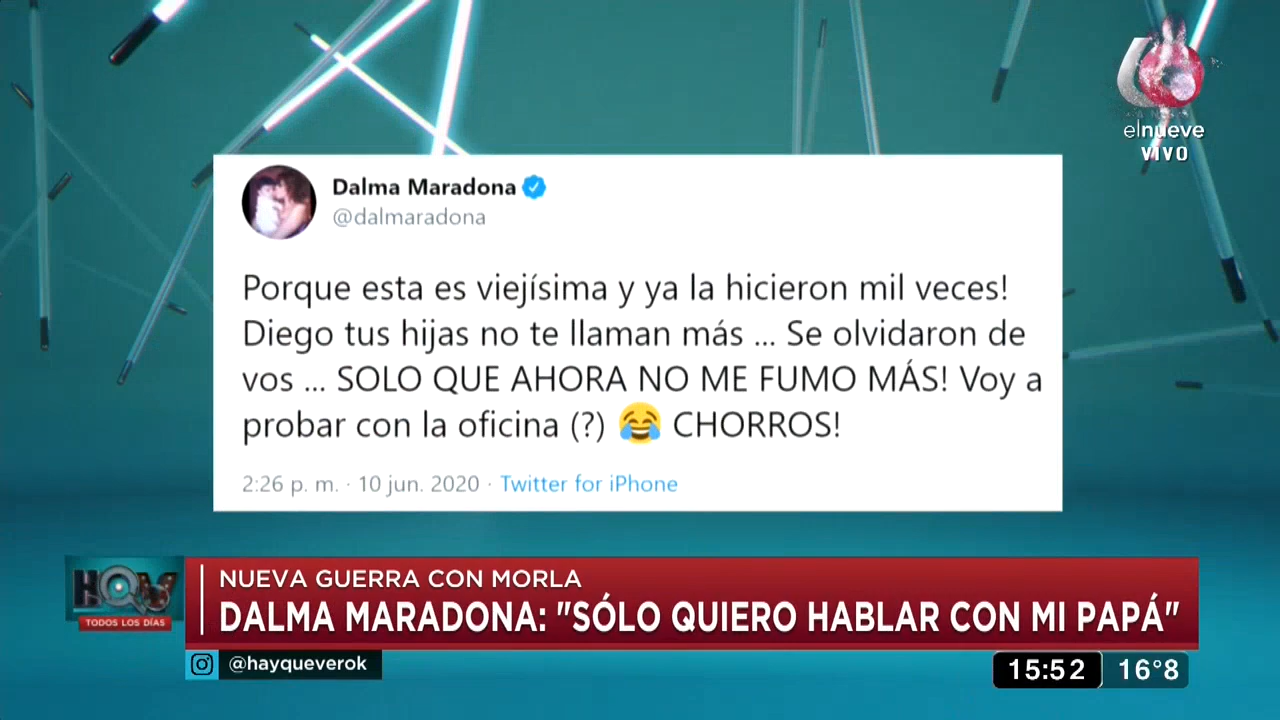 elnueve
VIVO
Dalma Maradona
@dalmaradona
Porque esta es viejísima y ya la hicieron mil veces!
Diego tus hijas no te llaman más ... Se olvidaron de
vos ... SOLO QUE AHORA NO ME FUMO MÁS! Voy a
probar con la oficina (?) 😂 CHORROS!
2:26 p. m. · 10 jun. 2020 · Twitter for iPhone
HQV
TODOS LOS DÍAS
NUEVA GUERRA CON MORLA
DALMA MARADONA: "SÓLO QUIERO HABLAR CON MI PAPÁ"
@hayqueverok
15:52 16°8